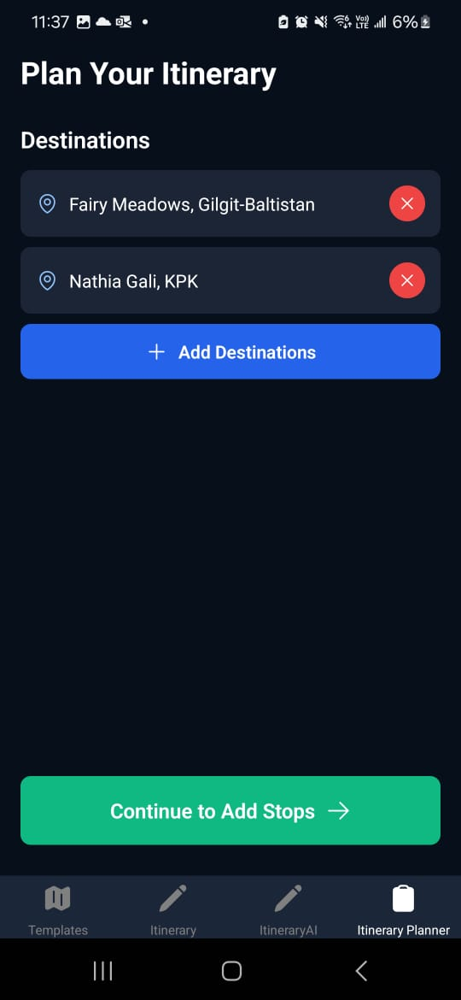 11:37 Vo)) LTE 6%
Plan Your Itinerary
Destinations
Fairy Meadows, Gilgit-Baltistan
Nathia Gali, KPK
Add Destinations
Continue to Add Stops
Templates Itinerary ItineraryAI Itinerary Planner